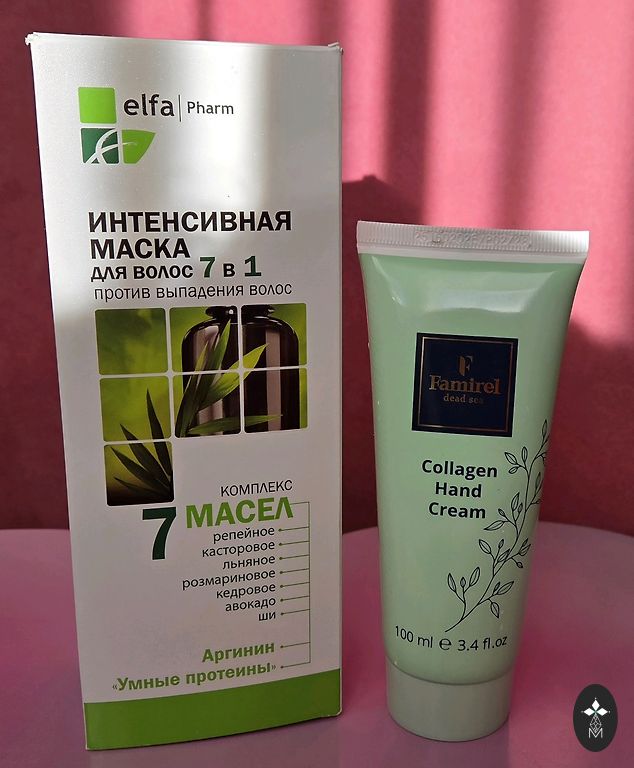 elfa | Pharm
ИНТЕНСИВНАЯ
МАСКА
для волос 7 в 1
против выпадения волос
КОМПЛЕКС
7 МАСЕЛ
репейное
касторовое
льняное
розмариновое
кедровое
авокадо
ши
Аргинин
«Умные протеины»
F
Famirel
dead sea
Collagen
Hand
Cream
100 ml e 3.4 fl.oz
M